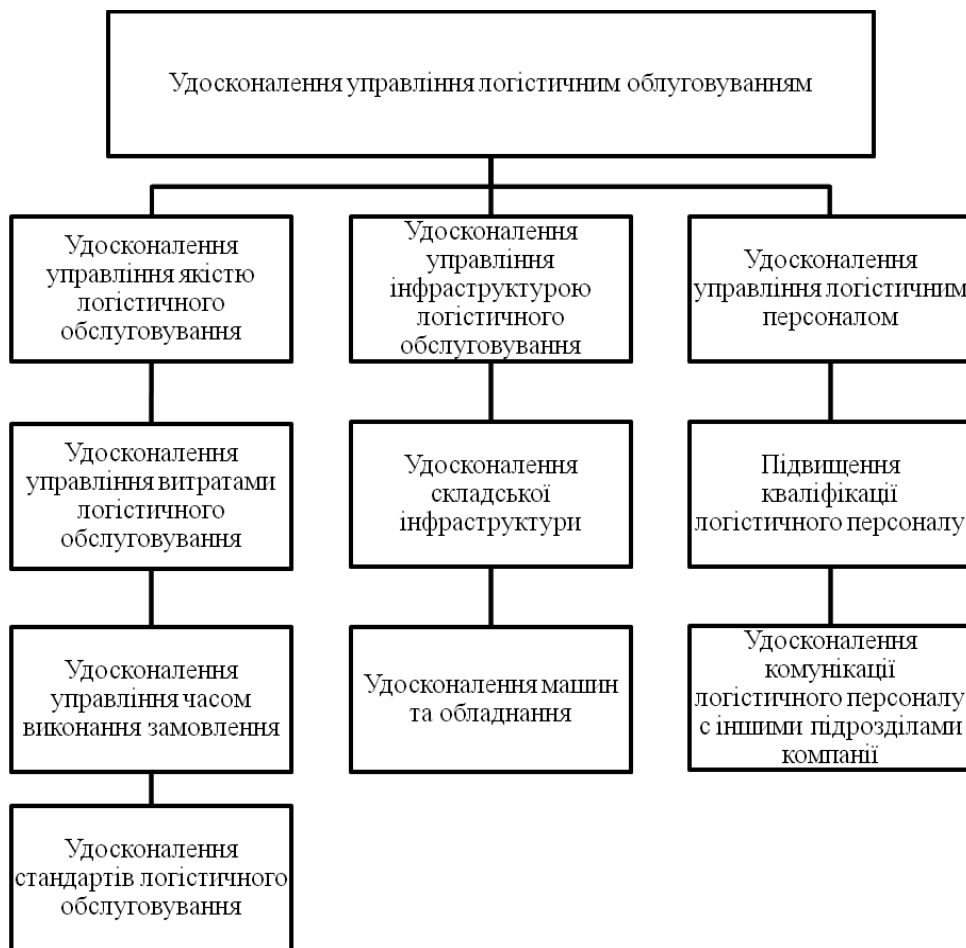 Удосконалення управління логістичним облуговуванням
Удосконалення
управління якістю
логістичного
обслуговування
Удосконалення
управління
інфраструктурою
логістичного
обслуговування
Удосконалення
управління логістичним
персоналом
Удосконалення
управління витратами
логістичного
обслуговування
Удосконалення
складської
інфраструктури
Підвищення
кваліфікації
логістичного персоналу
Удосконалення
управління часом
виконання замовлення
Удосконалення машин
та обладнання
Удосконалення
комунікації
логістичного персоналу
с іншими підрозділами
компанії
Удосконалення
стандартів логістичного
обслуговування